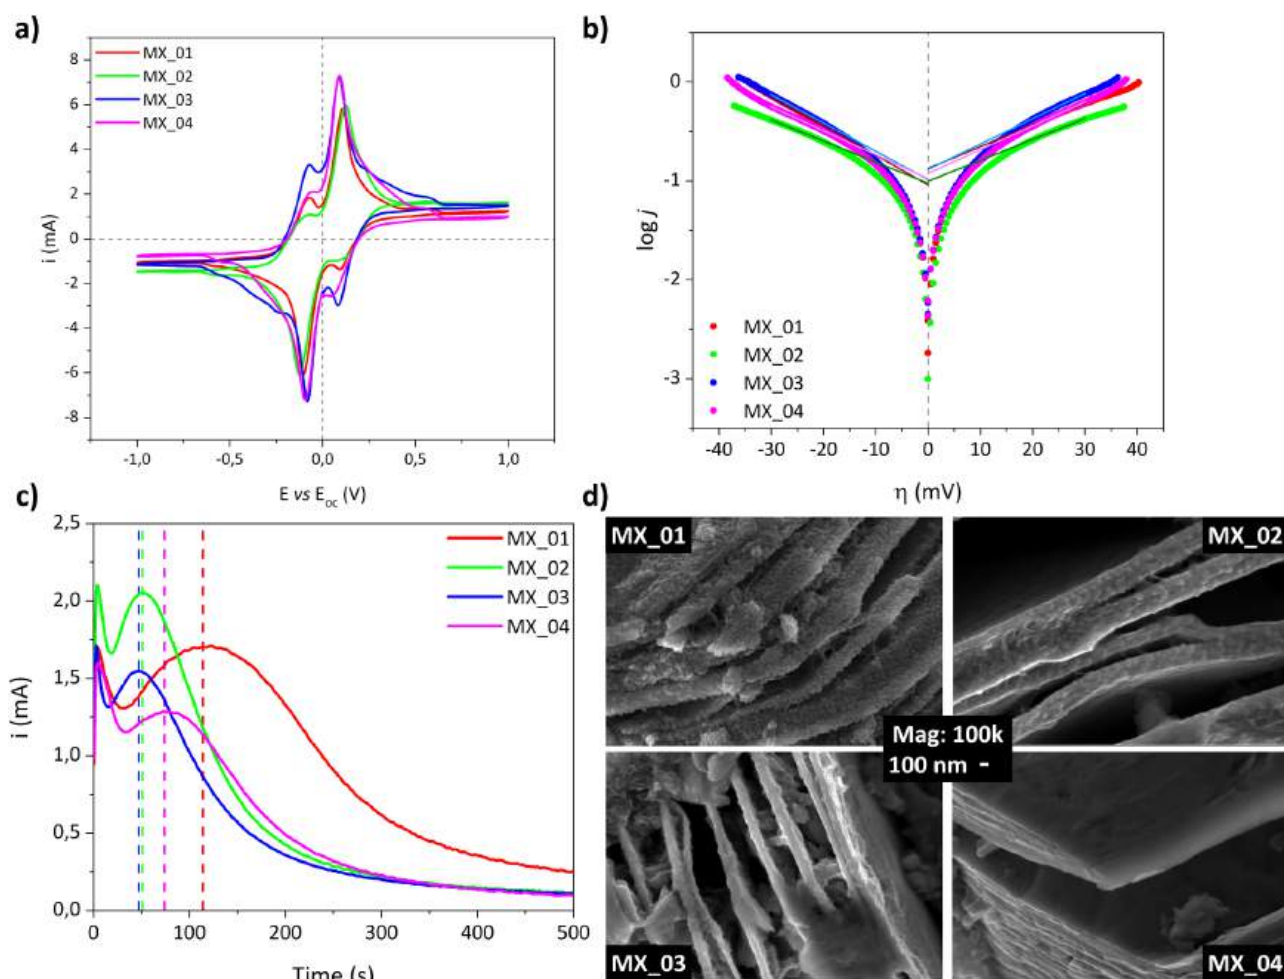 a)
MX_01
MX_02
MX_03
MX_04
i (mA)
8
6
4
2
0
-2
-4
-6
-8
-1,0
-0,5
0,0
0,5
1,0
E vs E_oc (V)
b)
log j
0
-1
-2
-3
MX_01
MX_02
MX_03
MX_04
-40
-30
-20
-10
0
10
20
30
40
η (mV)
c)
2,5
2,0
1,5
1,0
0,5
0,0
i (mA)
MX_01
MX_02
MX_03
MX_04
0
100
200
300
400
500
Time (s)
d)
MX_01
MX_02
Mag: 100k
100 nm -
MX_03
MX_04